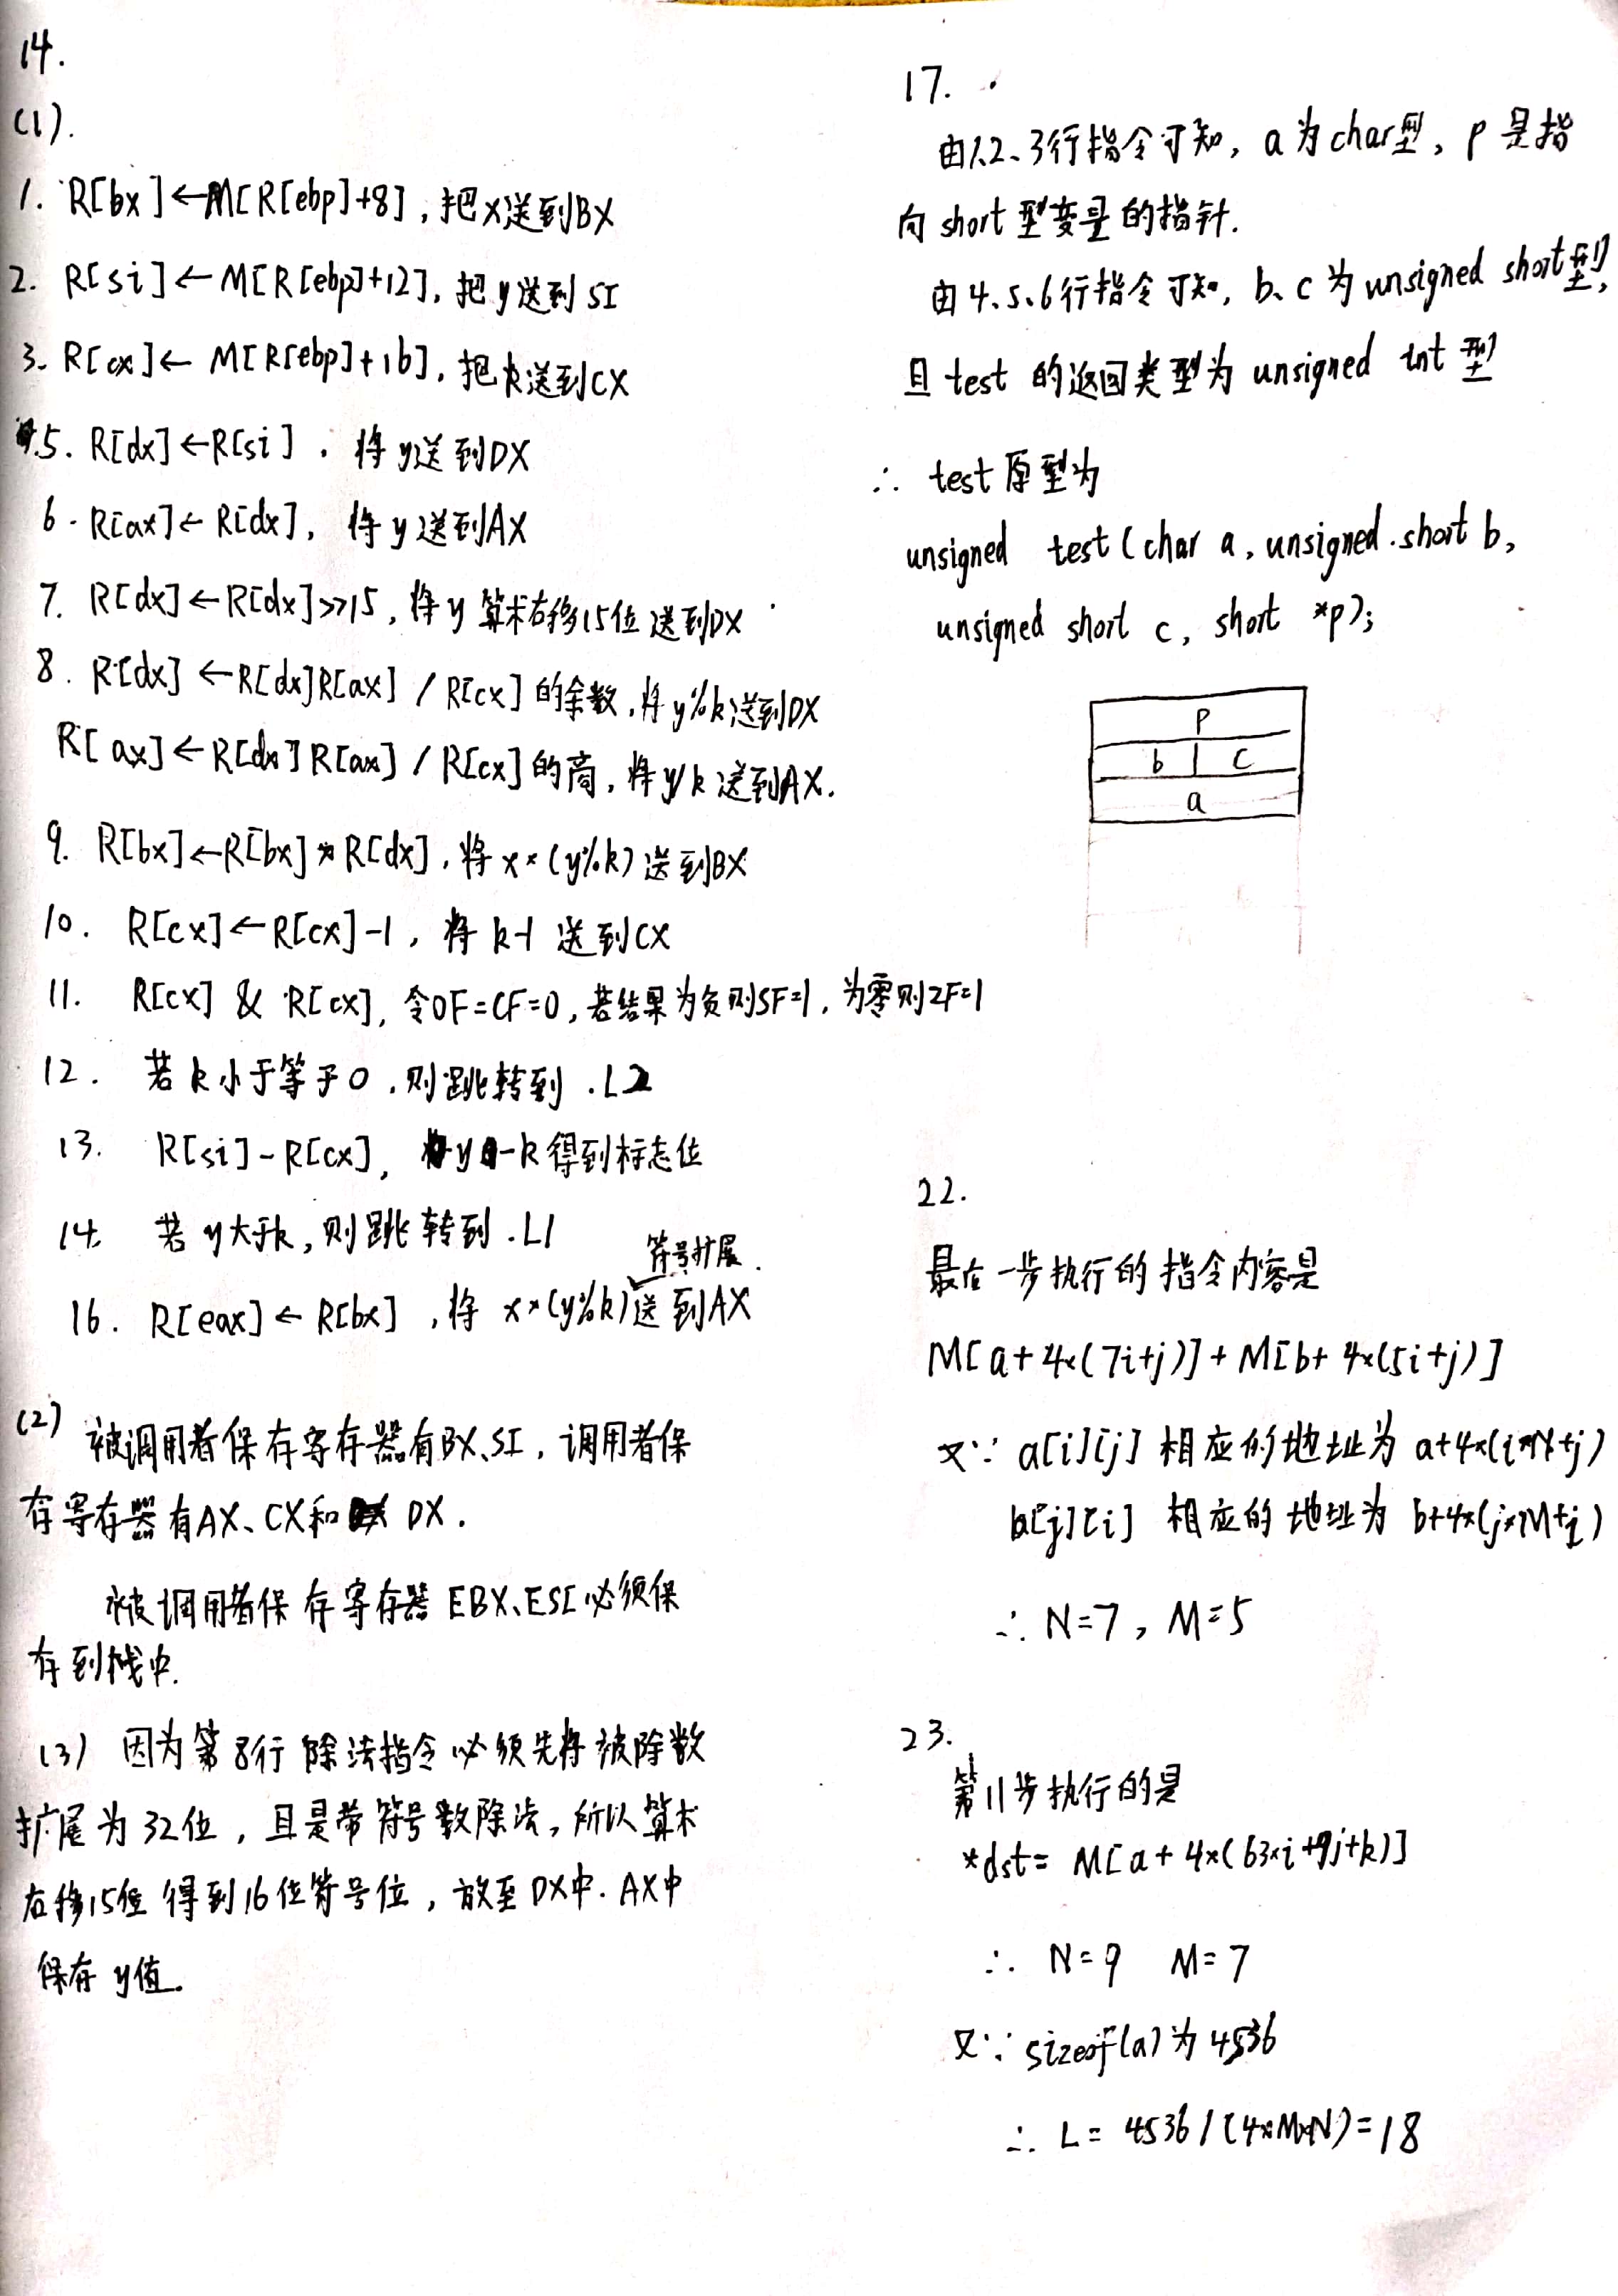 14.
(1).
1. R[bx]←M[R[ebp]+8], 把x送到BX
2. R[si]←M[R[ebp]+12], 把y送到SI
3. R[cx]← M[R[ebp]+16], 把k送到CX
5. R[dx]←R[si]. 将y送到DX
6. R[ax]← R[dx], 将y送到AX
7. R[dx]←R[dx]>>15, 将y算术右移15位送到DX
8. R[dx]←R[dx]R[ax] / R[cx]的余数,将y%k送到DX
R[ax]←R[dx]R[ax] / R[cx]的商,将y/k送到AX.
9. R[bx]←R[bx]*R[dx],将x×(y%k)送到BX
10. R[cx]←R[cx]-1, 将k-1送到CX
11. R[cx] & R[cx], 令OF=CF=0,若结果为负则SF=1,为零则ZF=1
12. 若k小于等于0,则跳转到 .L2
13. R[si]-R[cx], y-k得到标志位
14. 若y大于k,则跳转到.L1
符号扩展.
16. R[eax]← R[bx],将x×(y%k)送到AX
(2) 被调用者保存寄存器有BX、SI,调用者保
存寄存器有AX、CX和 DX.
被调用者保存寄存器EBX、ESI必须保
存到栈中.
(3) 因为第8行除法指令必须先将被除数
扩展为32位,且是带符号数除法,所以算术
右移15位得到16位符号位,放至DX中.AX中
保存y值.
17.
由1、2、3行指令可知,a为char型,p是指
向short型变量的指针.
由4、5、6行指令可知,b、c为unsigned short型,
且test的返回类型为unsigned int型
∴ test原型为
unsigned test(char a, unsigned short b,
unsigned short c, short *p);
p
b c
a
22.
最后一步执行的指令内容是
M[a+4×(7i+j)]+M[b+4×(5i+j)]
又∵ a[i][j]相应的地址为a+4×(i*N+j)
b[j][i]相应的地址为b+4×(j*M+i)
∴ N=7, M=5
23.
第11步执行的是
*dst= M[a+4×(63×i+9j+k)]
∴ N=9 M=7
又∵ sizeof(a)为4536
∴ L= 4536/(4×M×N)=18